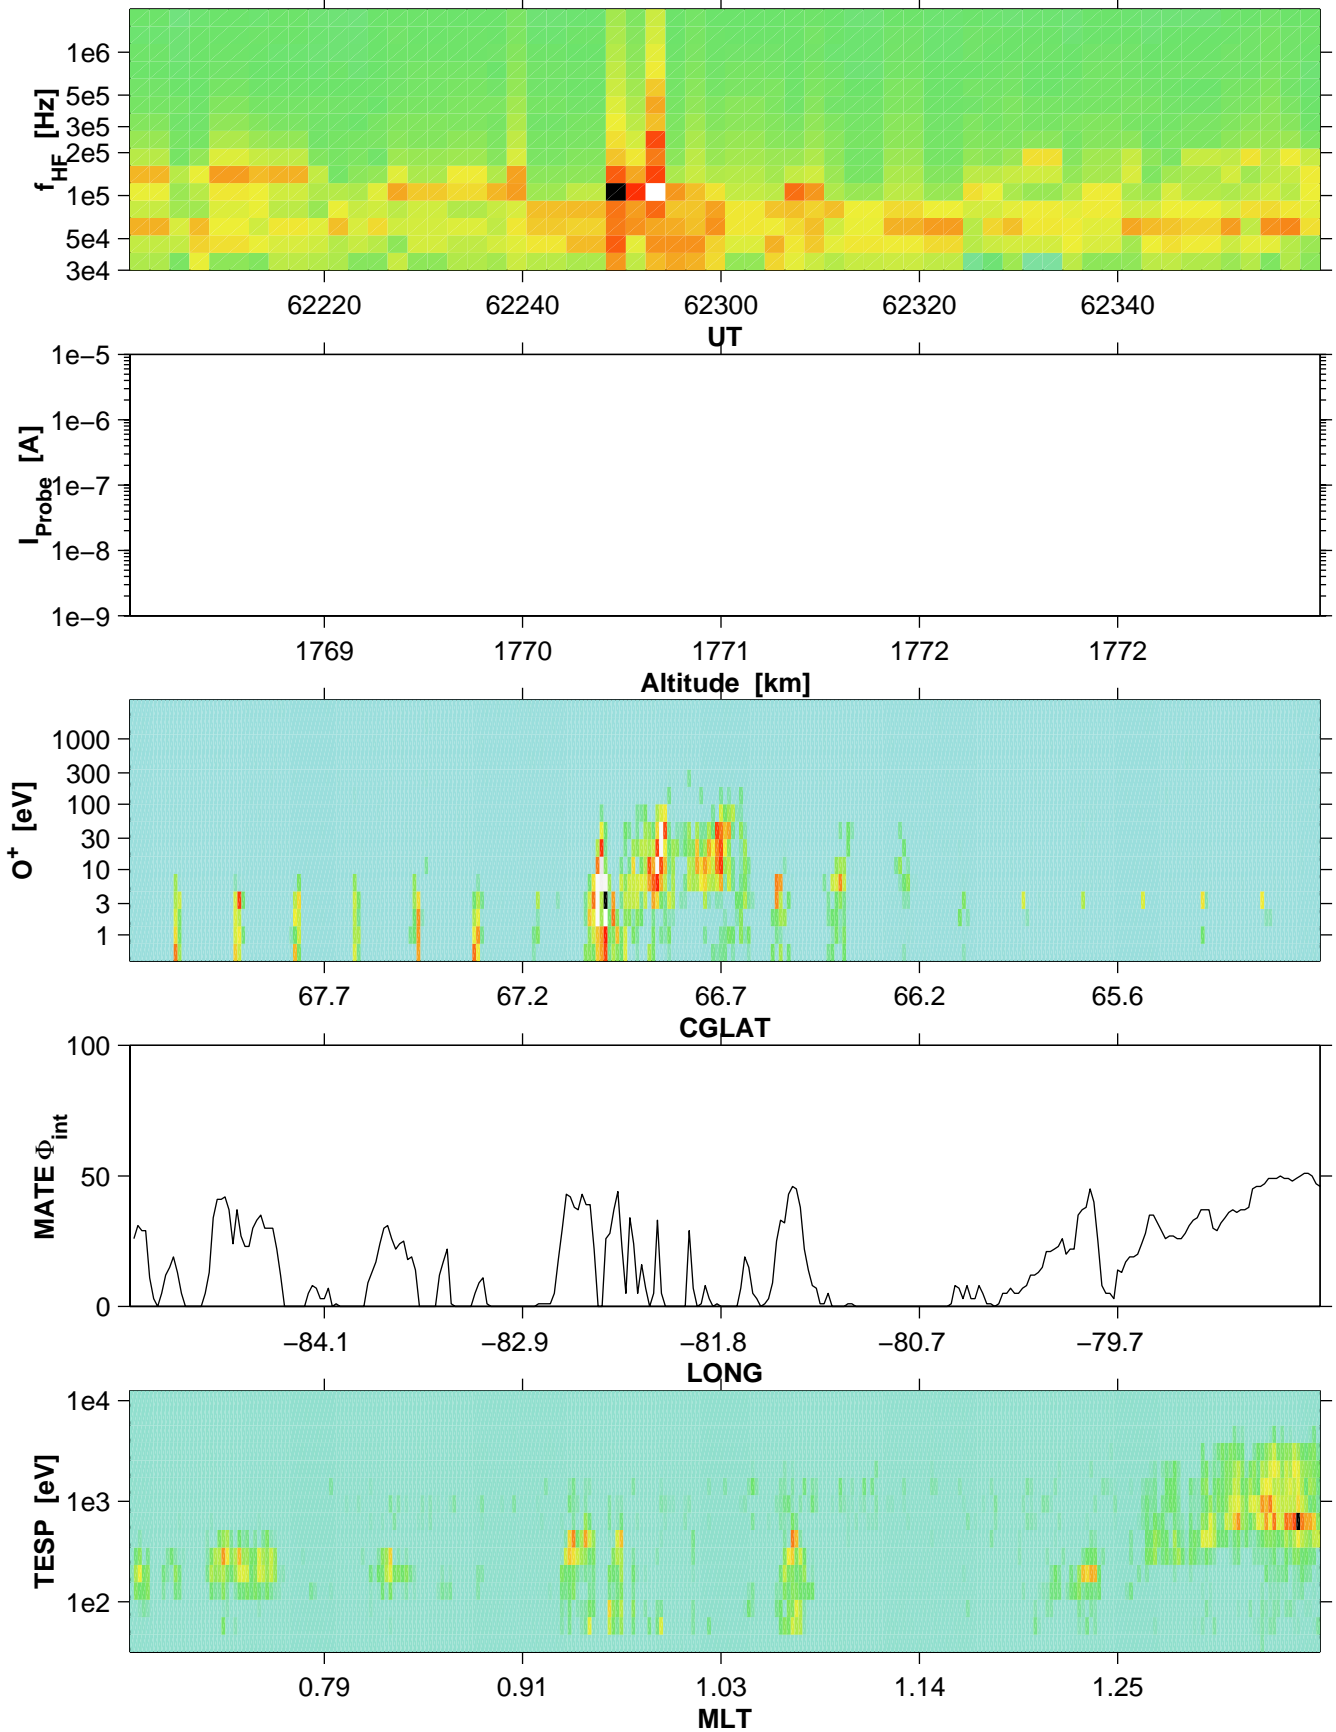 f_HF [Hz]
1e6
5e5
3e5
2e5
1e5
5e4
3e4
62220 62240 62300 62320 62340
UT
I_Probe [A]
1e−5
1e−6
1e−7
1e−8
1e−9
1769 1770 1771 1772 1772
Altitude [km]
O⁺ [eV]
1000
300
100
30
10
3
1
67.7 67.2 66.7 66.2 65.6
CGLAT
MATE Φ_int
100
50
0
−84.1 −82.9 −81.8 −80.7 −79.7
LONG
TESP [eV]
1e4
1e3
1e2
0.79 0.91 1.03 1.14 1.25
MLT